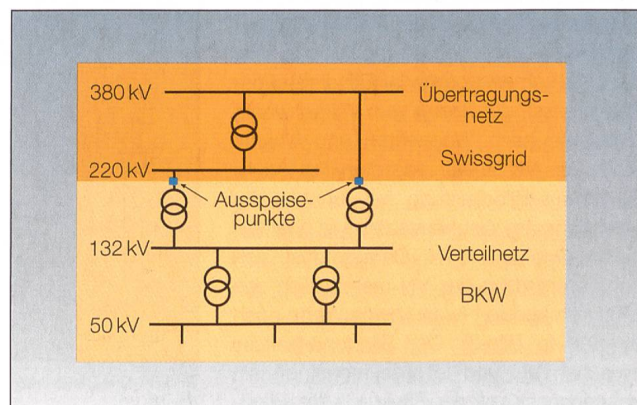 380 kV
Übertragungs-
netz
Swissgrid
220 kV
Ausspeise-
punkte
132 kV
Verteilnetz
BKW
50 kV